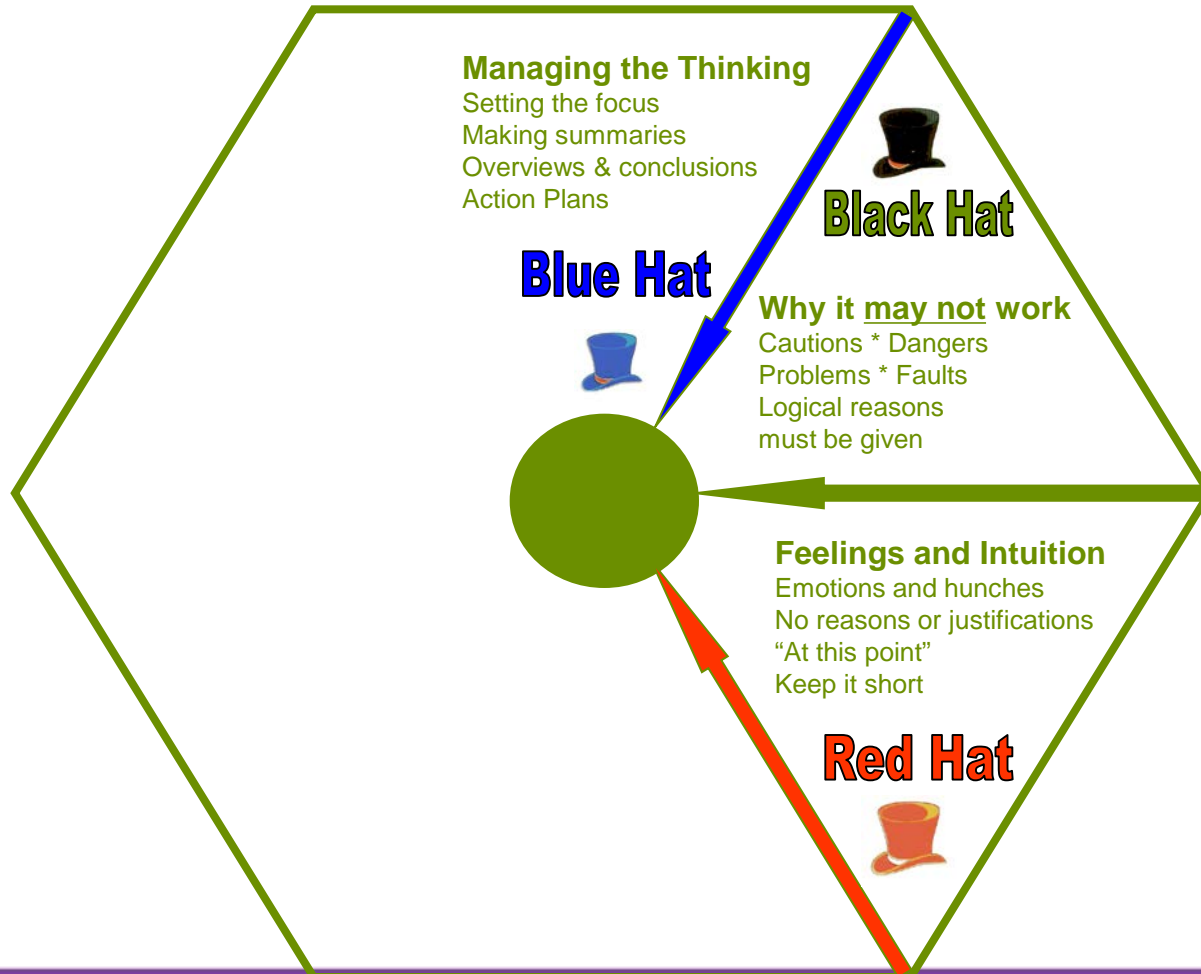 Managing the Thinking
Setting the focus
Making summaries
Overviews & conclusions
Action Plans
Blue Hat
Black Hat
Why it may not work
Cautions * Dangers
Problems * Faults
Logical reasons
must be given
Feelings and Intuition
Emotions and hunches
No reasons or justifications
“At this point”
Keep it short
Red Hat